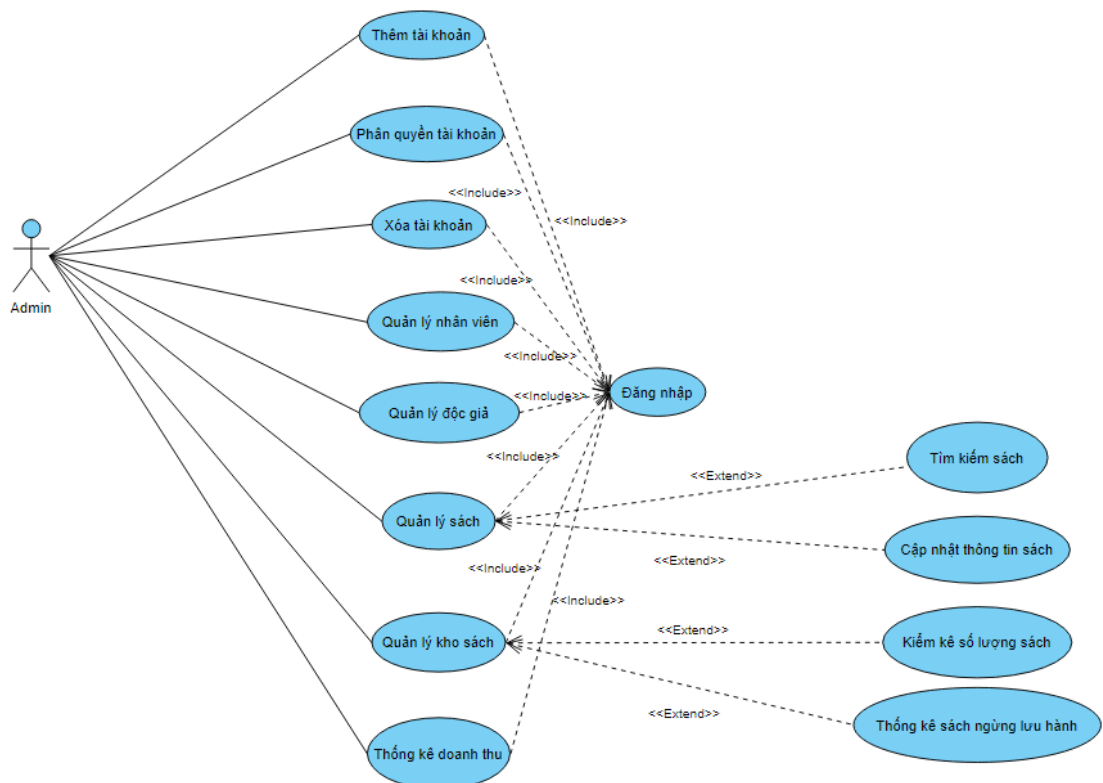 Thêm tài khoản
Phân quyền tài khoản
<<Include>>
<<Include>>
Xóa tài khoản
Admin
<<Include>>
Quản lý nhân viên
<<Include>>
Đăng nhập
<<Include>>
Quản lý độc giả
<<Include>>
Tìm kiếm sách
<<Extend>>
Quản lý sách
Cập nhật thông tin sách
<<Extend>>
<<Include>>
<<Include>>
<<Extend>>
Quản lý kho sách
Kiểm kê số lượng sách
<<Extend>>
Thống kê sách ngừng lưu hành
Thống kê doanh thu